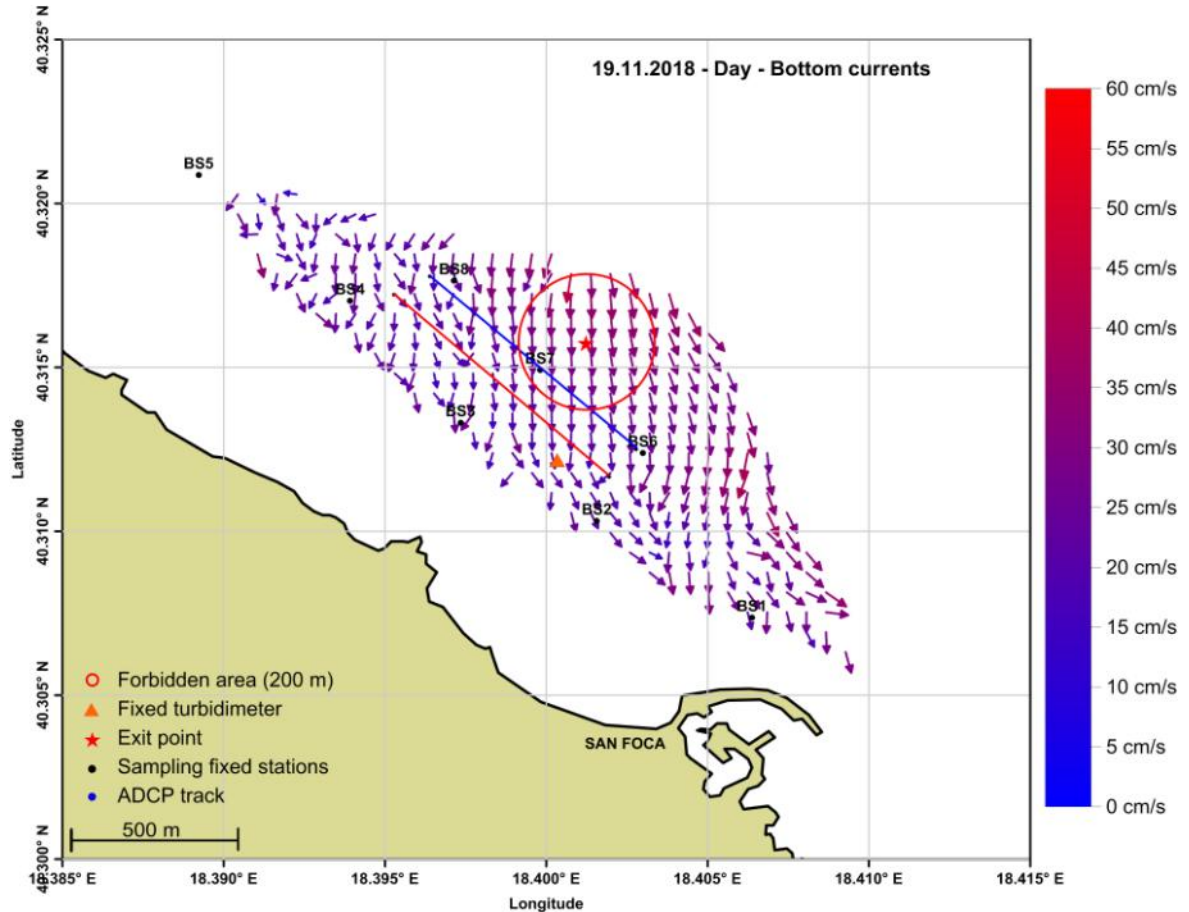 19.11.2018 - Day - Bottom currents
40.325° N
40.320° N
40.315° N
40.310° N
40.305° N
40.300° N
Latitude
BS5
BS8
BS4
BS7
BS3
BS6
BS2
BS1
SAN FOCA
Forbidden area (200 m)
Fixed turbidimeter
Exit point
Sampling fixed stations
ADCP track
500 m
18.385° E
18.390° E
18.395° E
18.400° E
18.405° E
18.410° E
18.415° E
Longitude
60 cm/s
55 cm/s
50 cm/s
45 cm/s
40 cm/s
35 cm/s
30 cm/s
25 cm/s
20 cm/s
15 cm/s
10 cm/s
5 cm/s
0 cm/s